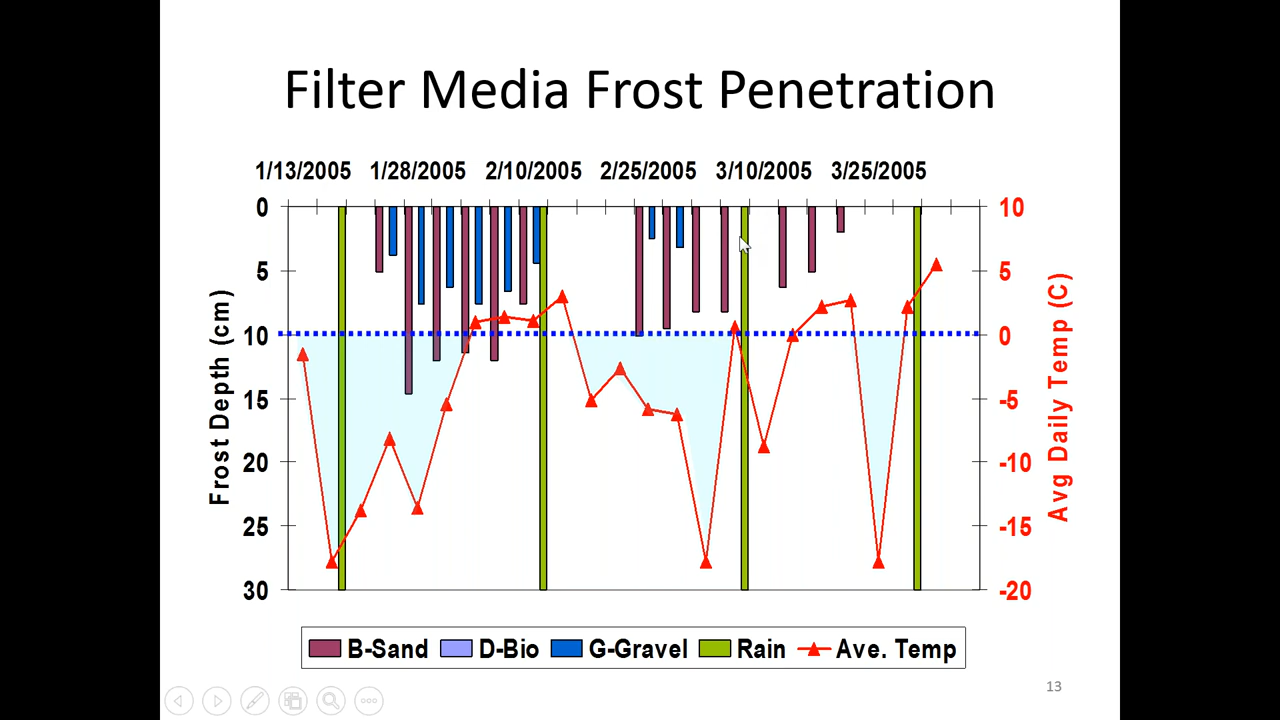 Filter Media Frost Penetration
1/13/2005 1/28/2005 2/10/2005 2/25/2005 3/10/2005 3/25/2005
0 10
5 5
10 0
15 -5
20 -10
25 -15
30 -20
Frost Depth (cm)
Avg Daily Temp (C)
B-Sand D-Bio G-Gravel Rain Ave. Temp
13